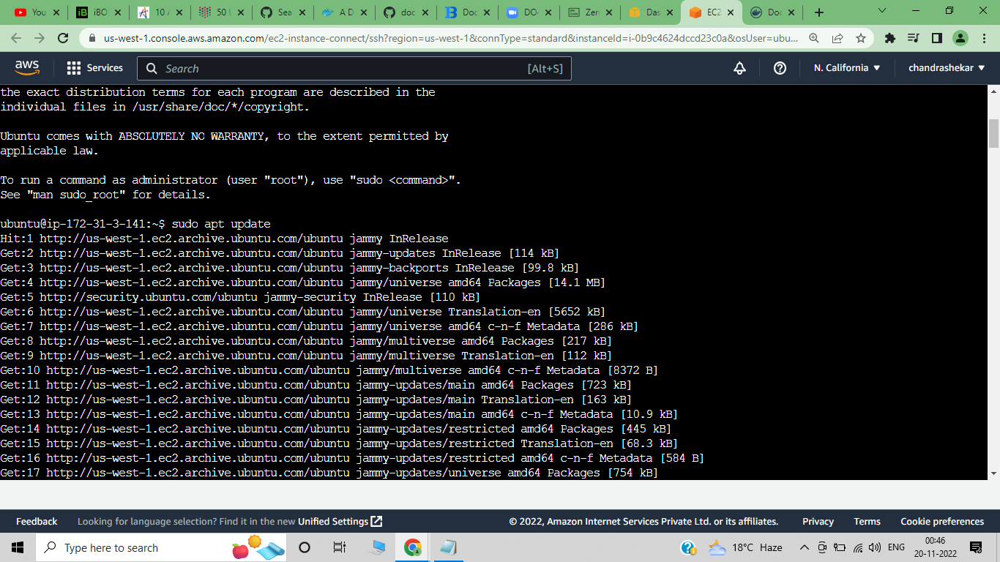 You
iBO
10 A
50 U
Sea
A D
doc
Doc
DO4
Zen
Das
EC2
Doc
us-west-1.console.aws.amazon.com/ec2-instance-connect/ssh?region=us-west-1&connType=standard&instanceId=i-0b9c4624dccd23c0a&osUser=ubu...
aws
Services
Search
[Alt+S]
N. California
chandrashekar
the exact distribution terms for each program are described in the
individual files in /usr/share/doc/*/copyright.
Ubuntu comes with ABSOLUTELY NO WARRANTY, to the extent permitted by
applicable law.
To run a command as administrator (user "root"), use "sudo <command>".
See "man sudo_root" for details.
ubuntu@ip-172-31-3-141:~$ sudo apt update
Hit:1 http://us-west-1.ec2.archive.ubuntu.com/ubuntu jammy InRelease
Get:2 http://us-west-1.ec2.archive.ubuntu.com/ubuntu jammy-updates InRelease [114 kB]
Get:3 http://us-west-1.ec2.archive.ubuntu.com/ubuntu jammy-backports InRelease [99.8 kB]
Get:4 http://us-west-1.ec2.archive.ubuntu.com/ubuntu jammy/universe amd64 Packages [14.1 MB]
Get:5 http://security.ubuntu.com/ubuntu jammy-security InRelease [110 kB]
Get:6 http://us-west-1.ec2.archive.ubuntu.com/ubuntu jammy/universe Translation-en [5652 kB]
Get:7 http://us-west-1.ec2.archive.ubuntu.com/ubuntu jammy/universe amd64 c-n-f Metadata [286 kB]
Get:8 http://us-west-1.ec2.archive.ubuntu.com/ubuntu jammy/multiverse amd64 Packages [217 kB]
Get:9 http://us-west-1.ec2.archive.ubuntu.com/ubuntu jammy/multiverse Translation-en [112 kB]
Get:10 http://us-west-1.ec2.archive.ubuntu.com/ubuntu jammy/multiverse amd64 c-n-f Metadata [8372 B]
Get:11 http://us-west-1.ec2.archive.ubuntu.com/ubuntu jammy-updates/main amd64 Packages [723 kB]
Get:12 http://us-west-1.ec2.archive.ubuntu.com/ubuntu jammy-updates/main Translation-en [163 kB]
Get:13 http://us-west-1.ec2.archive.ubuntu.com/ubuntu jammy-updates/main amd64 c-n-f Metadata [10.9 kB]
Get:14 http://us-west-1.ec2.archive.ubuntu.com/ubuntu jammy-updates/restricted amd64 Packages [445 kB]
Get:15 http://us-west-1.ec2.archive.ubuntu.com/ubuntu jammy-updates/restricted Translation-en [68.3 kB]
Get:16 http://us-west-1.ec2.archive.ubuntu.com/ubuntu jammy-updates/restricted amd64 c-n-f Metadata [584 B]
Get:17 http://us-west-1.ec2.archive.ubuntu.com/ubuntu jammy-updates/universe amd64 Packages [754 kB]
Feedback
Looking for language selection? Find it in the new Unified Settings
© 2022, Amazon Internet Services Private Ltd. or its affiliates.
Privacy
Terms
Cookie preferences
Type here to search
18°C Haze
ENG
00:46
20-11-2022